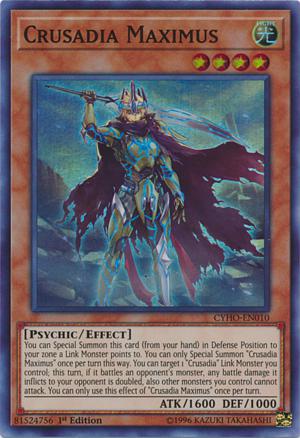 CRUSADIA MAXIMUS
LIGHT
光
CYHO-EN010
[PSYCHIC/EFFECT]
You can Special Summon this card (from your hand) in Defense Position to
your zone a Link Monster points to. You can only Special Summon "Crusadia
Maximus" once per turn this way. You can target 1 "Crusadia" Link Monster you
control; this turn, if it battles an opponent's monster, any battle damage it
inflicts to your opponent is doubled, also other monsters you control cannot
attack. You can only use this effect of "Crusadia Maximus" once per turn.
ATK/1600 DEF/1000
81524756 1st Edition ©1996 KAZUKI TAKAHASHI